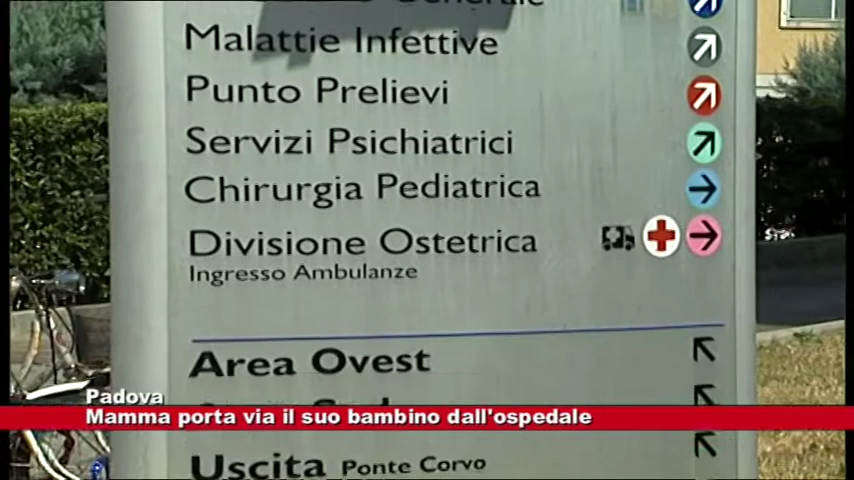 Generale
Malattie Infettive
Punto Prelievi
Servizi Psichiatrici
Chirurgia Pediatrica
Divisione Ostetrica
Ingresso Ambulanze
Area Ovest
Padova
Mamma porta via il suo bambino dall'ospedale
Uscita Ponte Corvo